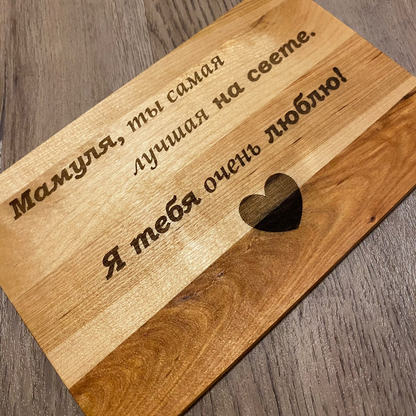 Мамуля, ты самая
лучшая на свете.
Я тебя очень люблю!